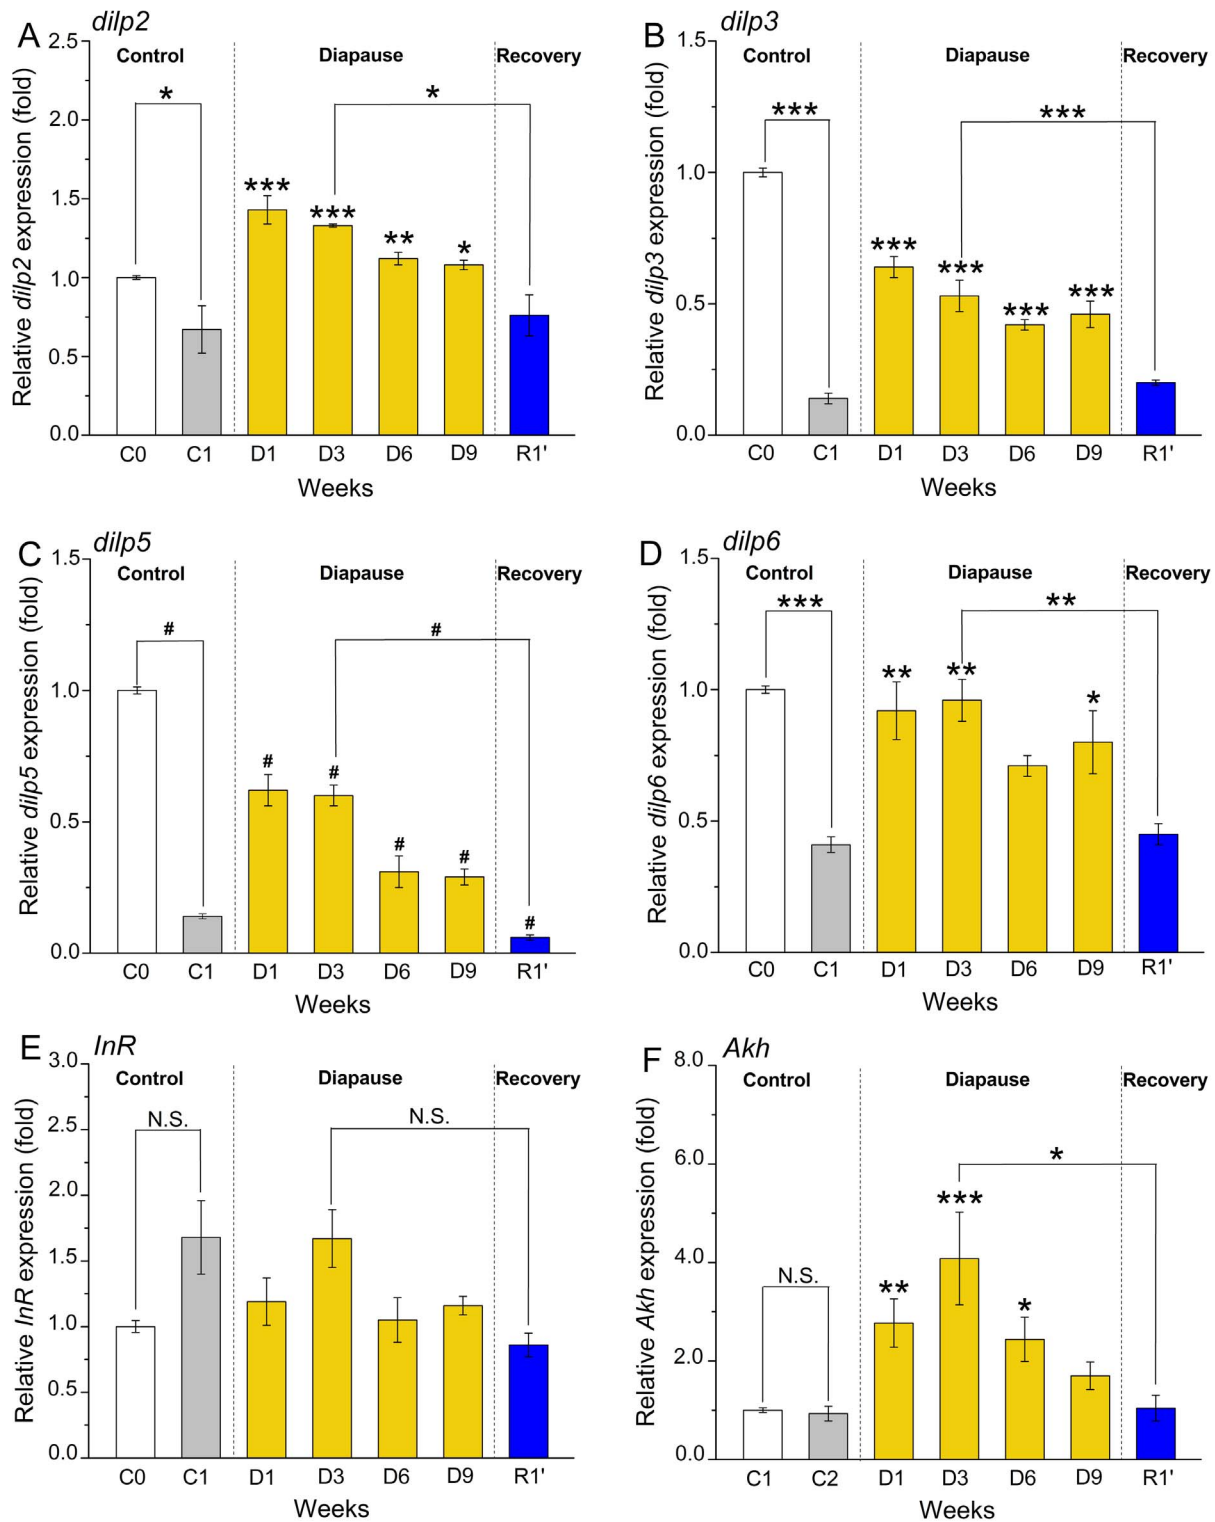 A dilp2
Control Diapause Recovery
Relative dilp2 expression (fold)
2.5
2.0
1.5
1.0
0.5
0.0
* *
*** *** ** *
C0 C1 D1 D3 D6 D9 R1'
Weeks
B dilp3
Control Diapause Recovery
Relative dilp3 expression (fold)
1.5
1.0
0.5
0.0
*** ***
*** *** *** ***
C0 C1 D1 D3 D6 D9 R1'
Weeks
C dilp5
Control Diapause Recovery
Relative dilp5 expression (fold)
1.5
1.0
0.5
0.0
# #
# # # # #
C0 C1 D1 D3 D6 D9 R1'
Weeks
D dilp6
Control Diapause Recovery
Relative dilp6 expression (fold)
1.5
1.0
0.5
0.0
*** **
** ** *
C0 C1 D1 D3 D6 D9 R1'
Weeks
E InR
Control Diapause Recovery
Relative InR expression (fold)
3.0
2.5
2.0
1.5
1.0
0.5
0.0
N.S. N.S.
C0 C1 D1 D3 D6 D9 R1'
Weeks
F Akh
Control Diapause Recovery
Relative Akh expression (fold)
8.0
6.0
4.0
2.0
0.0
N.S. *
** *** *
C1 C2 D1 D3 D6 D9 R1'
Weeks